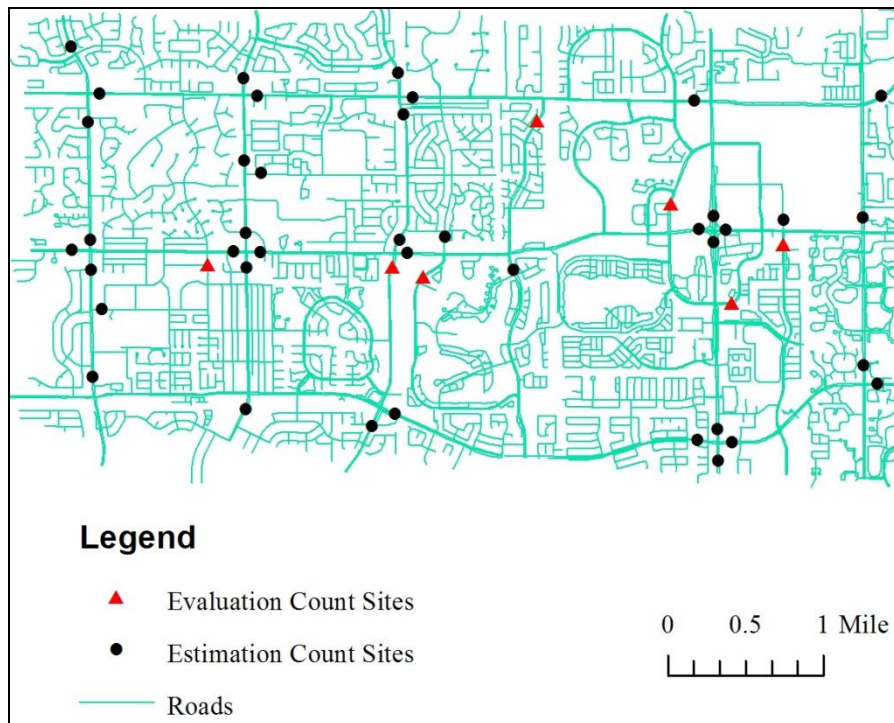 Legend
Evaluation Count Sites
Estimation Count Sites
Roads
0 0.5 1 Mile